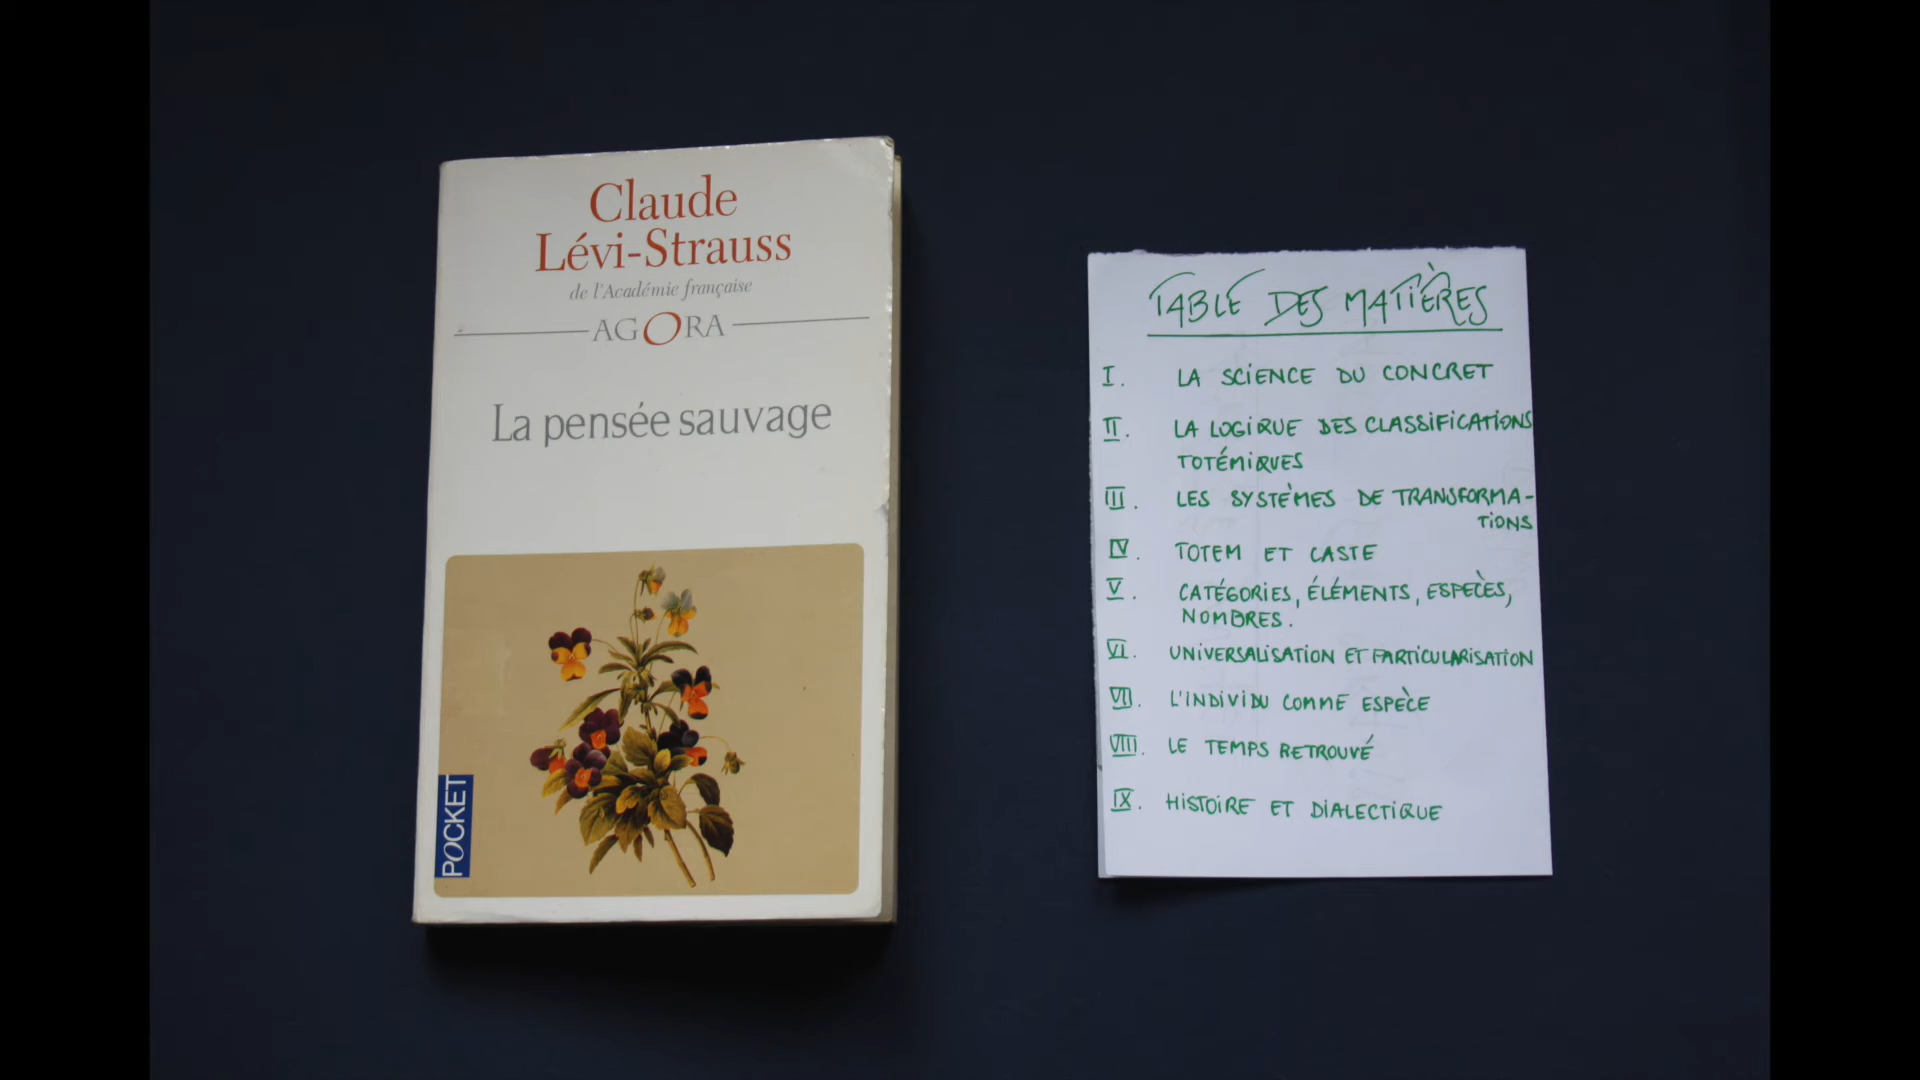 Claude
Lévi-Strauss
de l'Académie française
AGORA
La pensée sauvage
POCKET
TABLE DES MATIÈRES
I. LA SCIENCE DU CONCRET
II. LA LOGIQUE DES CLASSIFICATIONS
TOTÉMIQUES
III. LES SYSTÈMES DE TRANSFORMA-
TIONS
IV. TOTEM ET CASTE
V. CATÉGORIES, ÉLÉMENTS, ESPÈCES,
NOMBRES.
VI. UNIVERSALISATION ET PARTICULARISATION
VII. L'INDIVIDU COMME ESPÈCE
VIII. LE TEMPS RETROUVÉ
IX. HISTOIRE ET DIALECTIQUE